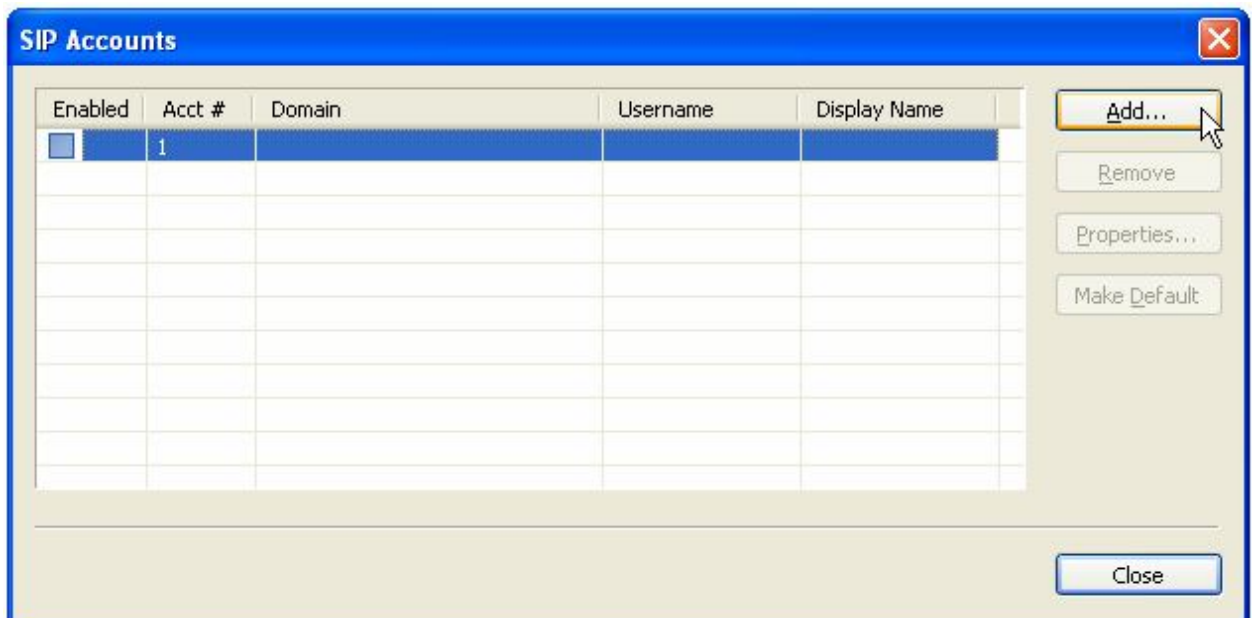 SIP Accounts
Enabled Acct # Domain Username Display Name
1
Add...
Remove
Properties...
Make Default
Close